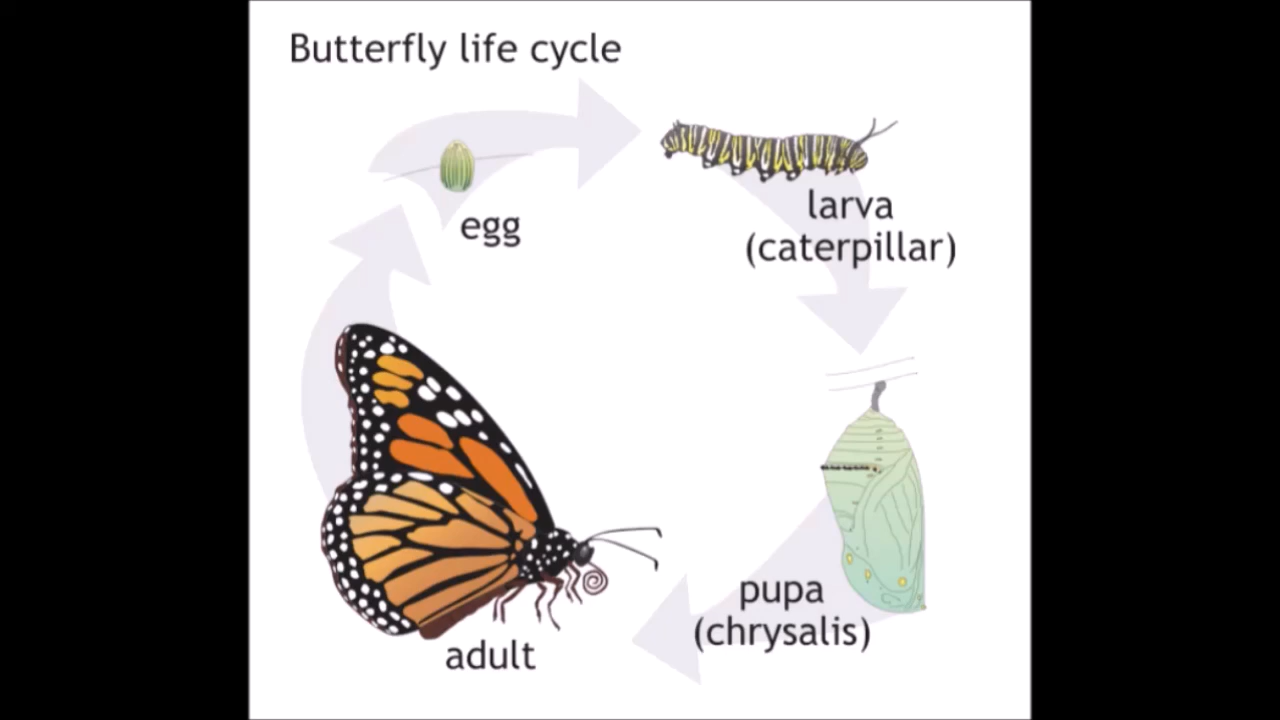 Butterfly life cycle
egg
larva
(caterpillar)
pupa
(chrysalis)
adult